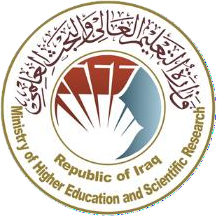 وزارة التعليم العالي والبحث العلمي
Republic of Iraq
Ministry of Higher Education and Scientific Research